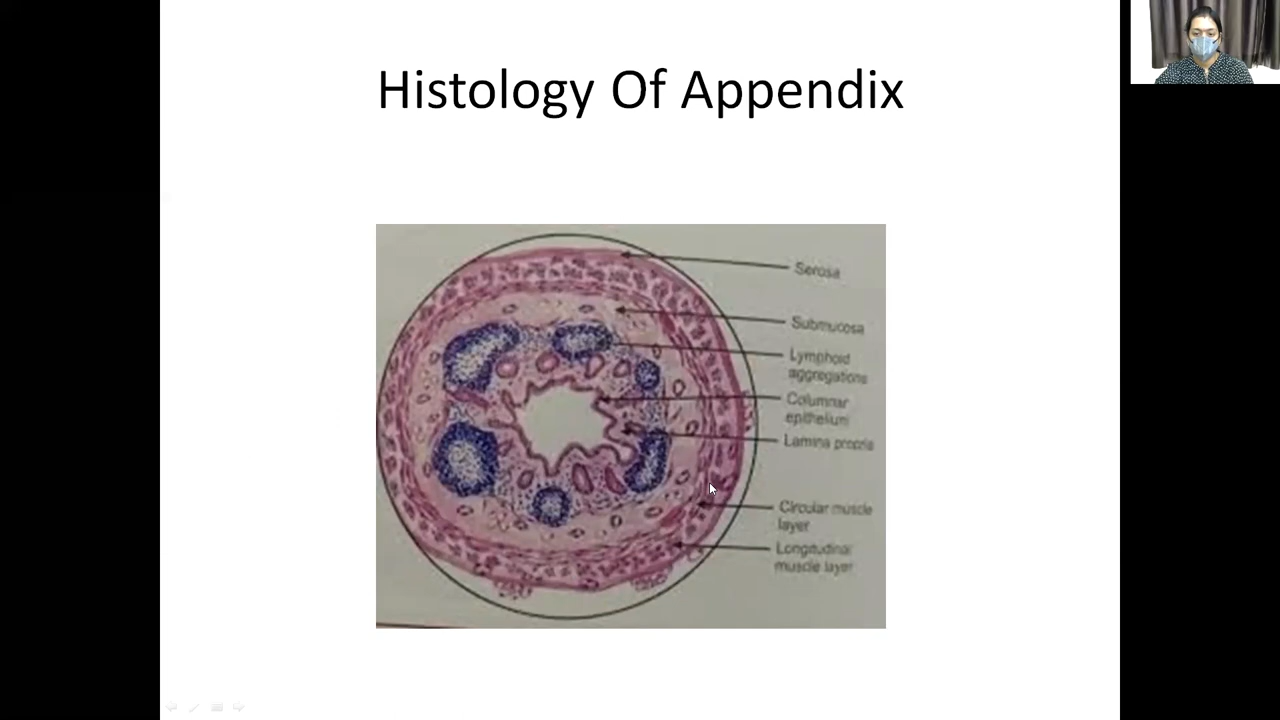 Histology Of Appendix
Serosa
Submucosa
Lymphoid
aggregations
Columnar
epithelium
Lamina propria
Circular muscle
layer
Longitudinal
muscle layer